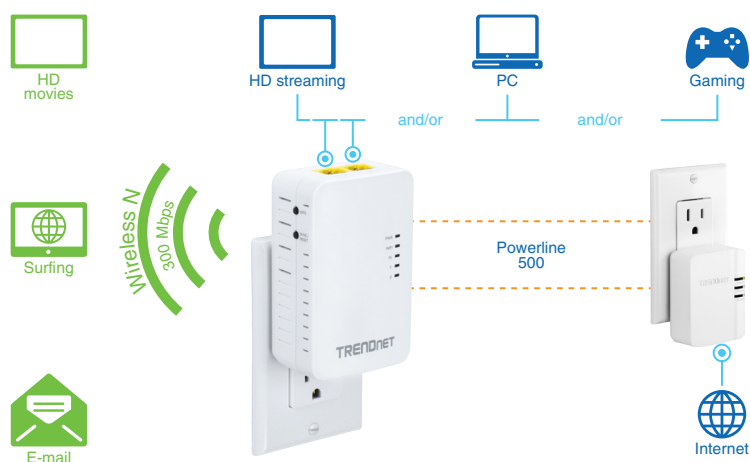 HD
movies
HD streaming
PC
Gaming
and/or
and/or
Wireless N
300 Mbps
Surfing
Powerline
500
TRENDnet
TRENDnet
E-mail
Internet